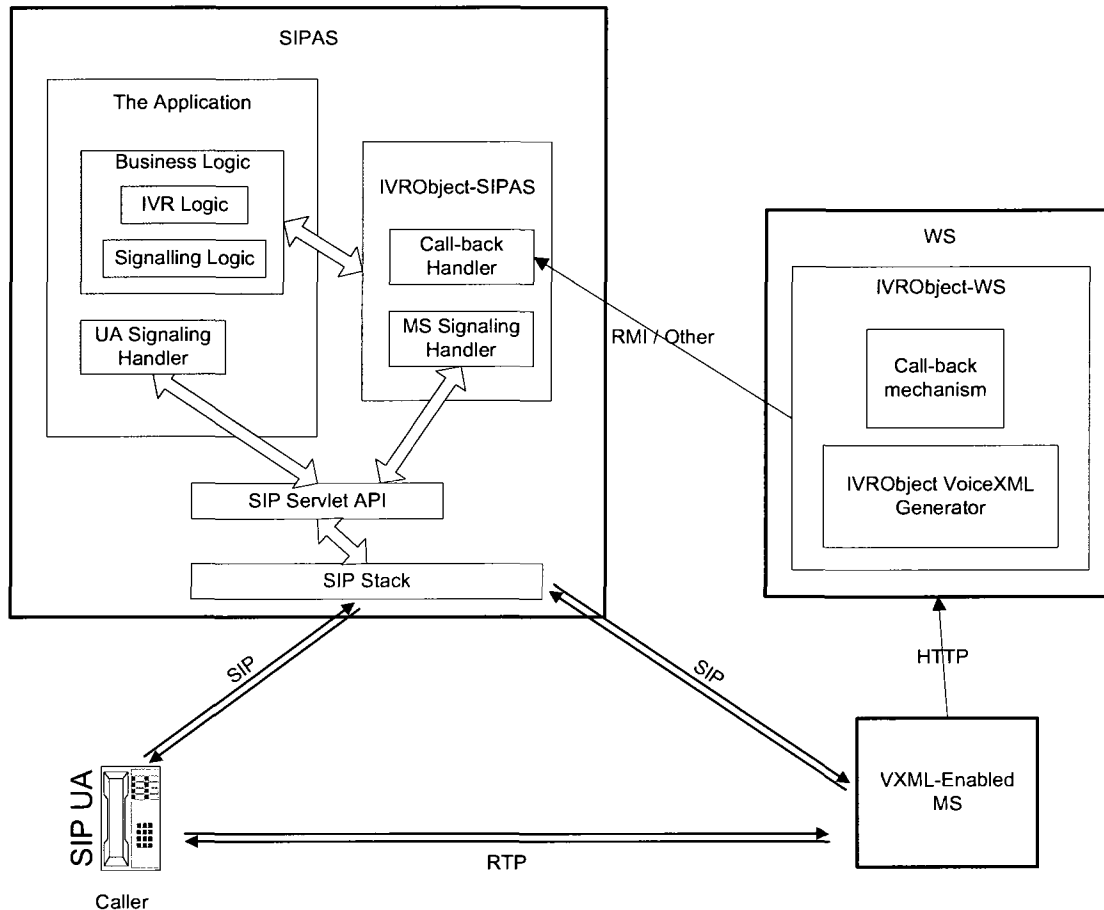 SIPAS
The Application
Business Logic
IVR Logic
Signalling Logic
UA Signaling
Handler
IVRObject-SIPAS
Call-back
Handler
MS Signaling
Handler
SIP Servlet API
SIP Stack
RMI / Other
WS
IVRObject-WS
Call-back
mechanism
IVRObject VoiceXML
Generator
HTTP
SIP
SIP
VXML-Enabled
MS
SIP UA
RTP
Caller